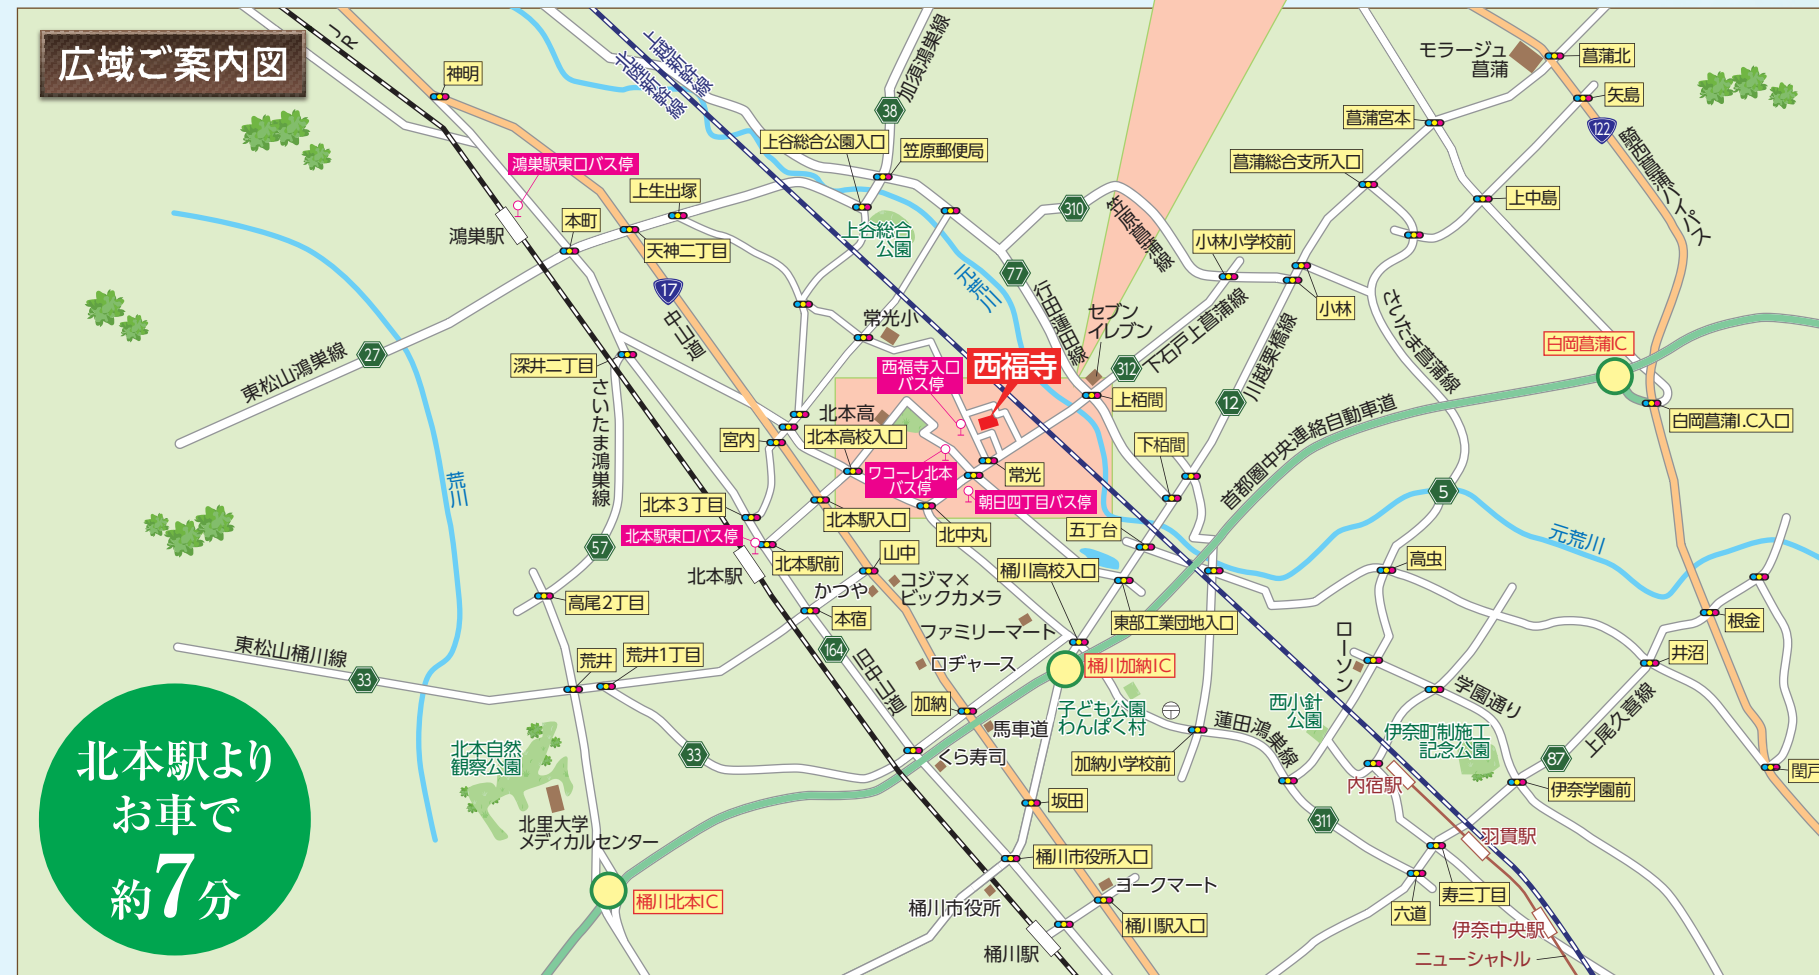 広域ご案内図
JR
神明
上越新幹線
北陸新幹線
38
加須鴻巣線
モラージュ
菖蒲
菖蒲北
矢島
菖蒲宮本
122
騎西菖蒲バイパス
上谷総合公園入口
笠原郵便局
鴻巣駅東口バス停
上生出塚
菖蒲総合支所入口
上中島
鴻巣駅
本町
天神二丁目
上谷総合
公園
310
笠原菖蒲線
小林小学校前
小林
17
中山道
元荒川
77
行田蓮田線
セブン
イレブン
下石戸上菖蒲線
川越栗橋線
さいたま菖蒲線
常光小
東松山鴻巣線
27
深井二丁目
さいたま鴻巣線
西福寺入口
バス停
西福寺
312
上栢間
12
白岡菖蒲IC
白岡菖蒲I.C入口
北本高
宮内
北本高校入口
下栢間
首都圏中央連絡自動車道
荒川
ワコーレ北本
バス停
常光
朝日四丁目バス停
5
北本3丁目
北本駅入口
北中丸
五丁台
元荒川
北本駅東口バス停
57
北本駅前
山中
北本駅
桶川高校入口
高虫
かつや
コジマ×
ビックカメラ
高尾2丁目
本宿
ファミリーマート
東部工業団地入口
ローソン
根金
東松山桶川線
33
荒井
荒井1丁目
164
旧中山道
ロヂャース
桶川加納IC
井沼
学園通り
加納
子ども公園
わんぱく村
西小針
公園
蓮田鴻巣線
上尾久喜線
馬車道
伊奈町制施工
記念公園
北本自然
観察公園
33
くら寿司
加納小学校前
87
閏戸
北本駅より
お車で
約7分
内宿駅
伊奈学園前
坂田
311
北里大学
メディカルセンター
羽貫駅
桶川市役所入口
ヨークマート
寿三丁目
桶川北本IC
桶川市役所
桶川駅入口
六道
伊奈中央駅
桶川駅
ニューシャトル